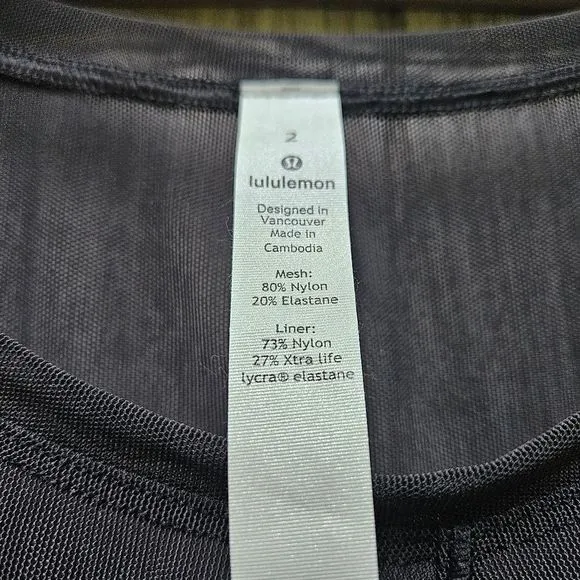 2
lululemon
Designed in
Vancouver
Made in
Cambodia
Mesh:
80% Nylon
20% Elastane
Liner:
73% Nylon
27% Xtra life
lycra® elastane